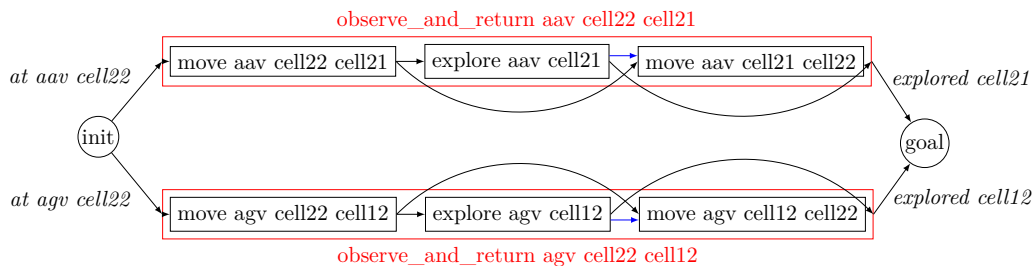 observe_and_return aav cell22 cell21
move aav cell22 cell21
explore aav cell21
move aav cell21 cell22
at aav cell22
explored cell21
init
goal
at agv cell22
explored cell12
move agv cell22 cell12
explore agv cell12
move agv cell12 cell22
observe_and_return agv cell22 cell12